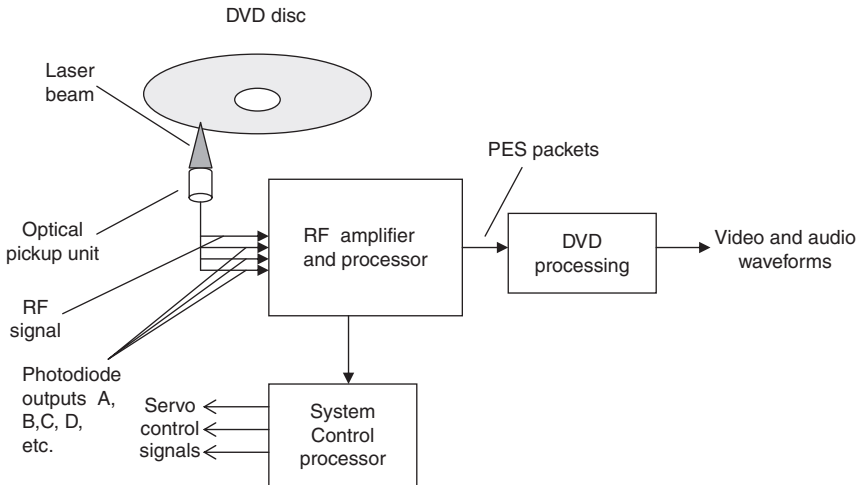 DVD disc
Laser
beam
PES packets
Optical
pickup unit
RF amplifier
and processor
DVD
processing
Video and audio
waveforms
RF
signal
Photodiode
outputs A,
B,C, D,
etc.
Servo
control
signals
System
Control
processor